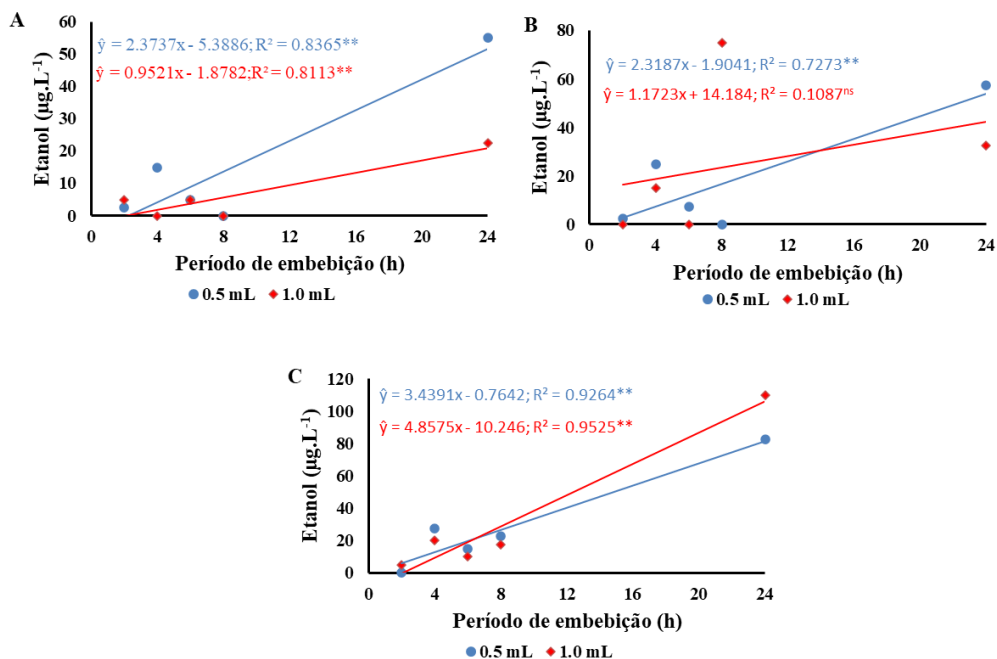 A
ŷ = 2.3737x - 5.3886; R² = 0.8365**
ŷ = 0.9521x - 1.8782; R² = 0.8113**
Etanol (µg.L⁻¹)
60
50
40
30
20
10
0
0 4 8 12 16 20 24
Período de embebição (h)
0.5 mL 1.0 mL
B
ŷ = 2.3187x - 1.9041; R² = 0.7273**
ŷ = 1.1723x + 14.184; R² = 0.1087ⁿˢ
Etanol (µg.L⁻¹)
80
60
40
20
0
0 4 8 12 16 20 24
Período de embebição (h)
0.5 mL 1.0 mL
C
ŷ = 3.4391x - 0.7642; R² = 0.9264**
ŷ = 4.8575x - 10.246; R² = 0.9525**
Etanol (µg.L⁻¹)
120
100
80
60
40
20
0
0 4 8 12 16 20 24
Período de embebição (h)
0.5 mL 1.0 mL